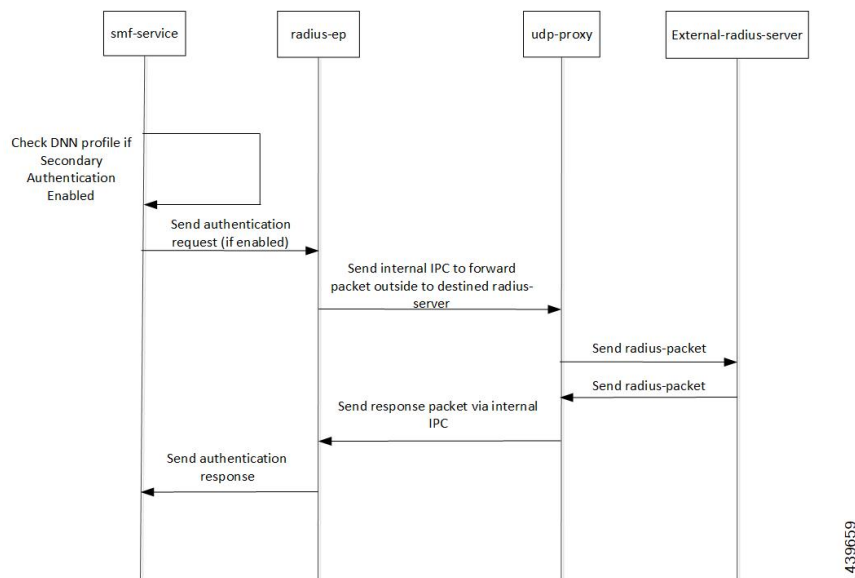 smf-service
radius-ep
udp-proxy
External-radius-server
Check DNN profile if
Secondary
Authentication
Enabled
Send authentication
request (if enabled)
Send internal IPC to forward
packet outside to destined radius-
server
Send radius-packet
Send radius-packet
Send response packet via internal
IPC
Send authentication
response
439659